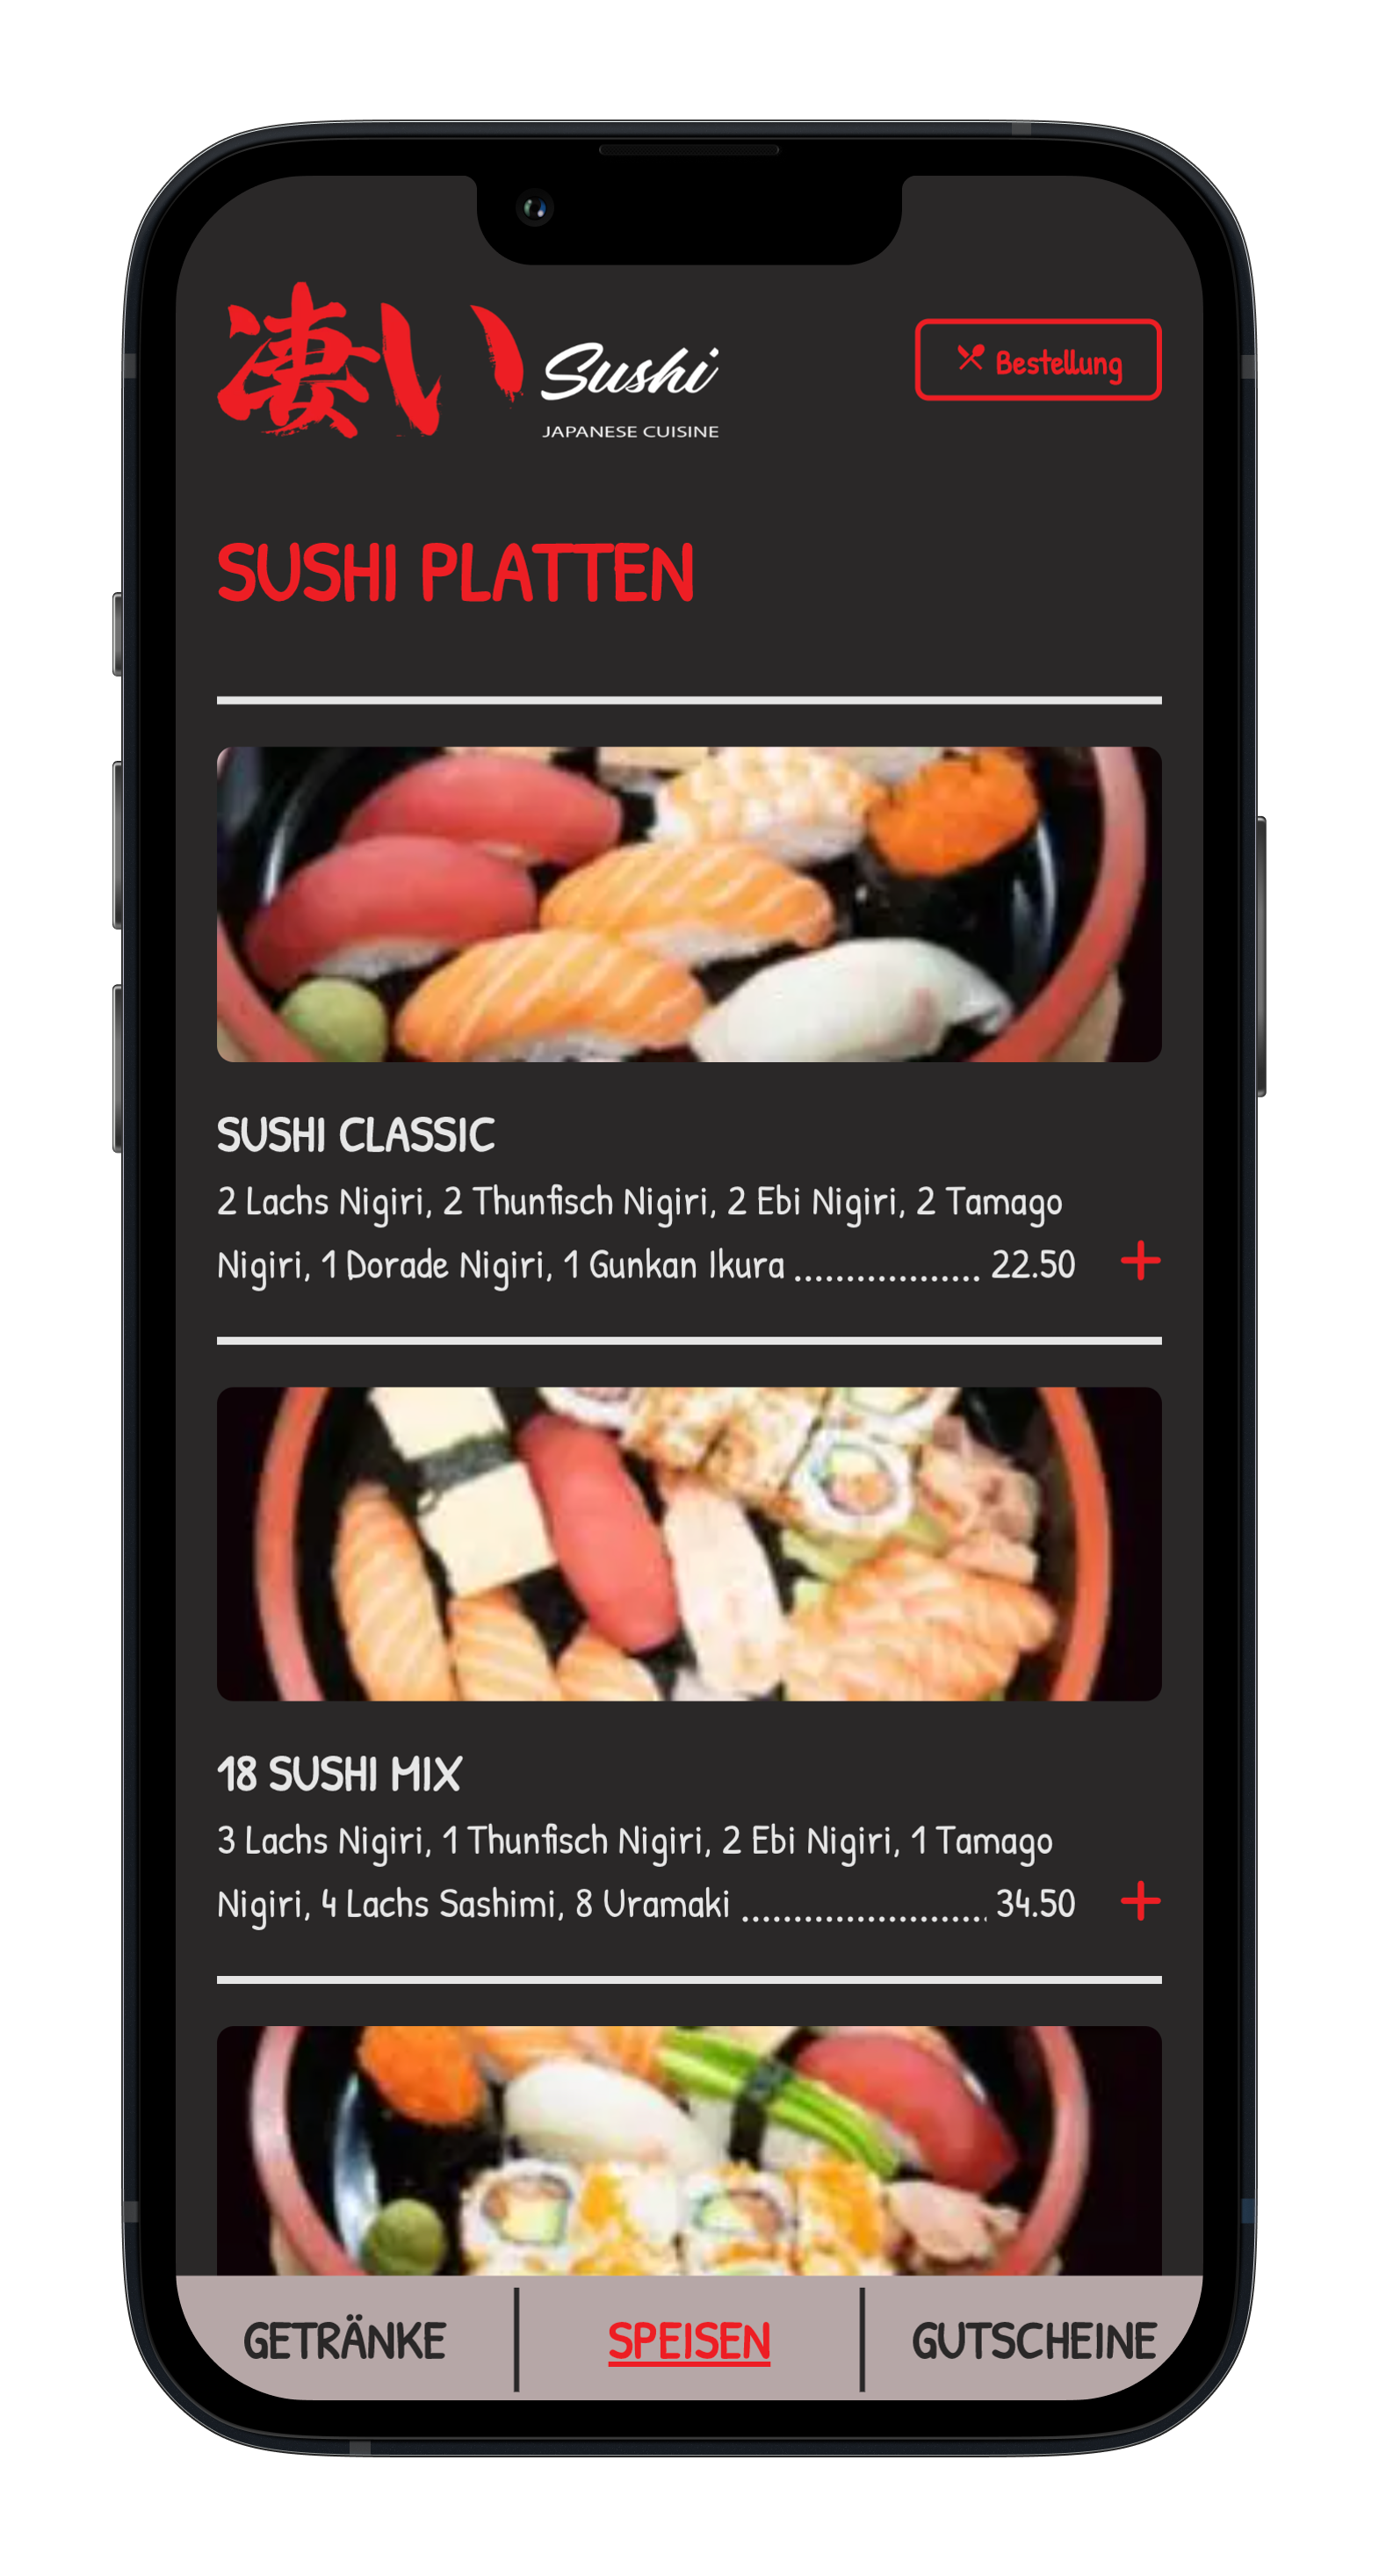 凄い Sushi
JAPANESE CUISINE
Bestellung
SUSHI PLATTEN
SUSHI CLASSIC
2 Lachs Nigiri, 2 Thunfisch Nigiri, 2 Ebi Nigiri, 2 Tamago
Nigiri, 1 Dorade Nigiri, 1 Gunkan Ikura .................. 22.50 +
18 SUSHI MIX
3 Lachs Nigiri, 1 Thunfisch Nigiri, 2 Ebi Nigiri, 1 Tamago
Nigiri, 4 Lachs Sashimi, 8 Uramaki ........................ 34.50 +
GETRÄNKE
SPEISEN
GUTSCHEINE